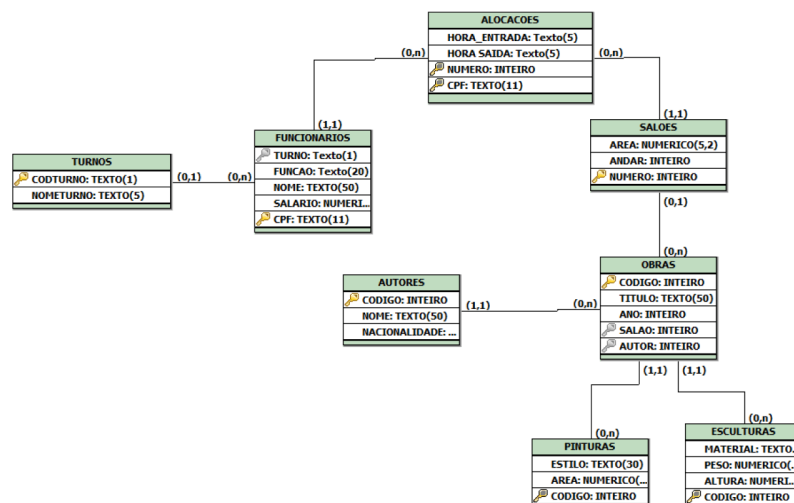 ALOCACOES
HORA_ENTRADA: Texto(5)
HORA SAIDA: Texto(5)
NUMERO: INTEIRO
CPF: TEXTO(11)
(0,n)
(0,n)
(1,1)
(1,1)
FUNCIONARIOS
TURNO: Texto(1)
FUNCAO: Texto(20)
NOME: TEXTO(50)
SALARIO: NUMERI...
CPF: TEXTO(11)
SALOES
AREA: NUMERICO(5,2)
ANDAR: INTEIRO
NUMERO: INTEIRO
TURNOS
CODTURNO: TEXTO(1)
NOMETURNO: TEXTO(5)
(0,1)
(0,n)
(0,1)
(0,n)
OBRAS
CODIGO: INTEIRO
TITULO: TEXTO(50)
ANO: INTEIRO
SALAO: INTEIRO
AUTOR: INTEIRO
AUTORES
CODIGO: INTEIRO
NOME: TEXTO(50)
NACIONALIDADE: ...
(1,1)
(0,n)
(1,1)
(1,1)
(0,n)
(0,n)
PINTURAS
ESTILO: TEXTO(30)
AREA: NUMERICO(...
CODIGO: INTEIRO
ESCULTURAS
MATERIAL: TEXTO.
PESO: NUMERICO(.
ALTURA: NUMERI..
CODIGO: INTEIRO